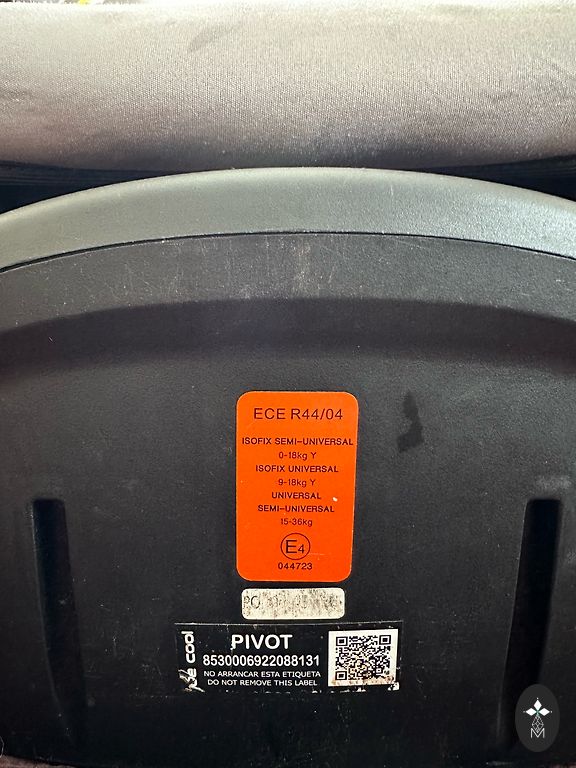 ECE R44/04
ISOFIX SEMI-UNIVERSAL
0-18kg Y
ISOFIX UNIVERSAL
9-18kg Y
UNIVERSAL
SEMI-UNIVERSAL
15-36kg
E4
044723
cool
PIVOT
8530006922088131
NO ARRANCAR ESTA ETIQUETA
DO NOT REMOVE THIS LABEL
M